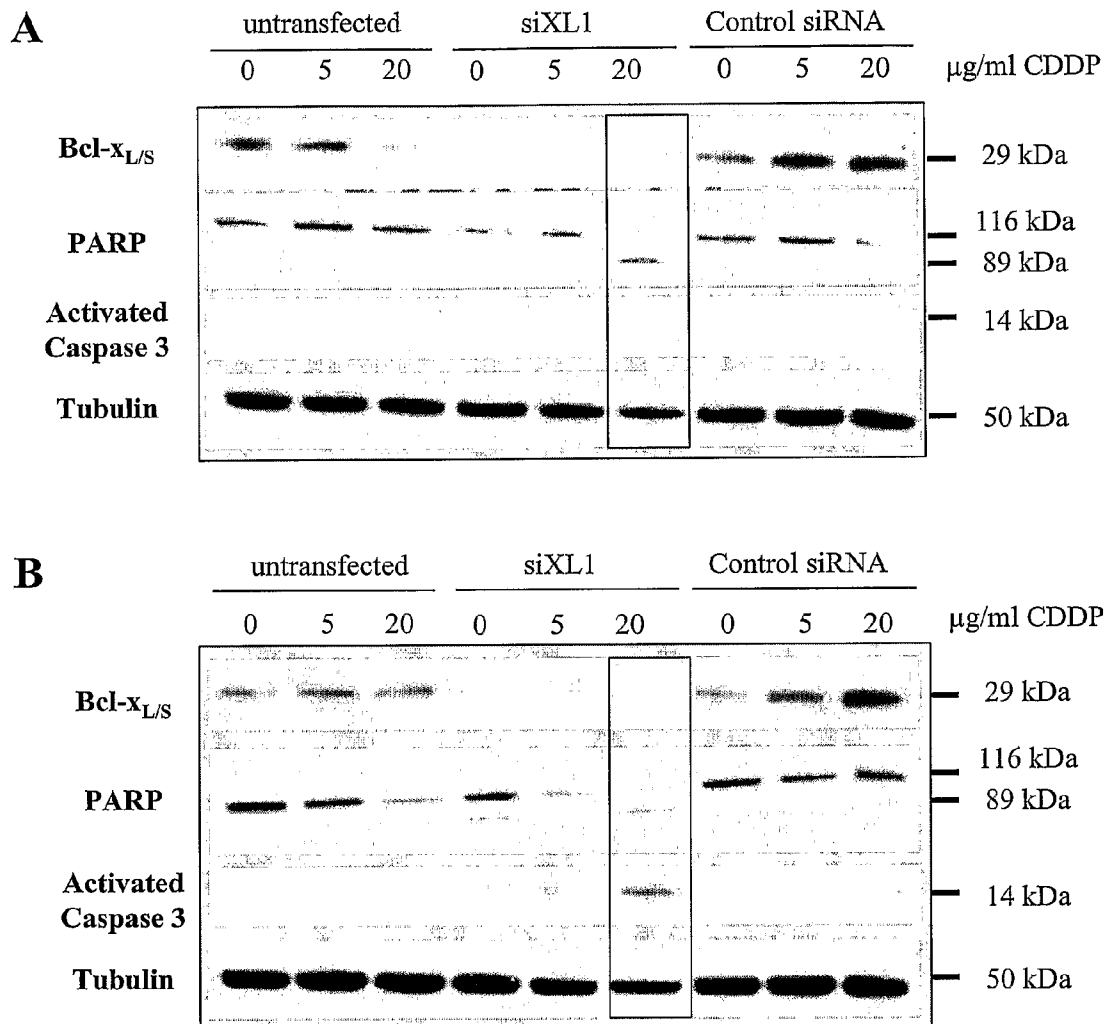 A
untransfected siXL1 Control siRNA
0 5 20 0 5 20 0 5 20 μg/ml CDDP
Bcl-xL/S 29 kDa
PARP 116 kDa
89 kDa
Activated
Caspase 3 14 kDa
Tubulin 50 kDa
B
untransfected siXL1 Control siRNA
0 5 20 0 5 20 0 5 20 μg/ml CDDP
Bcl-xL/S 29 kDa
PARP 116 kDa
89 kDa
Activated
Caspase 3 14 kDa
Tubulin 50 kDa